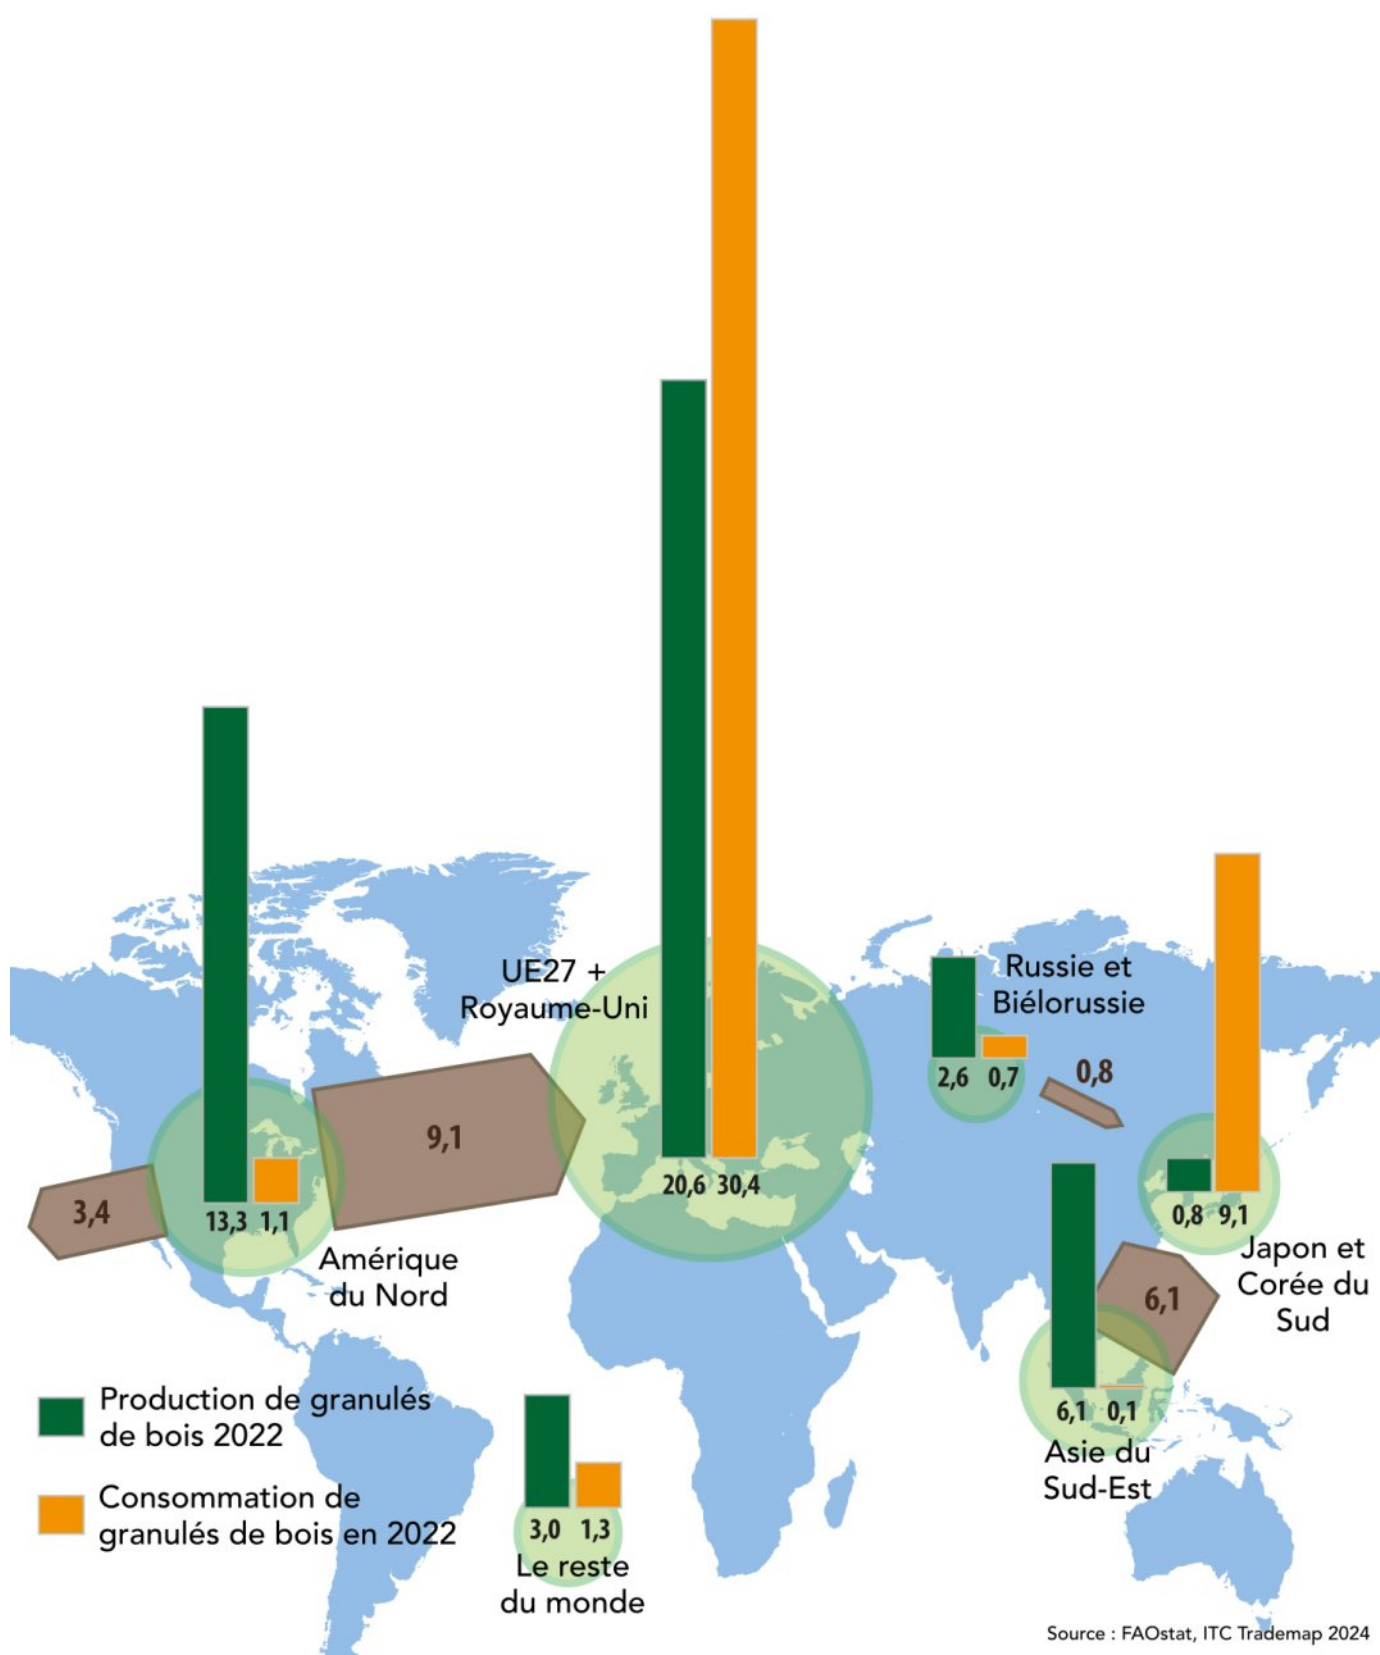 UE27 +
Royaume-Uni
Russie et
Biélorussie
2,6 0,7
0,8
9,1
3,4
13,3 1,1
20,6 30,4
0,8 9,1
Amérique
du Nord
Japon et
Corée du
Sud
6,1
6,1 0,1
Asie du
Sud-Est
Production de granulés
de bois 2022
Consommation de
granulés de bois en 2022
3,0 1,3
Le reste
du monde
Source : FAOstat, ITC Trademap 2024